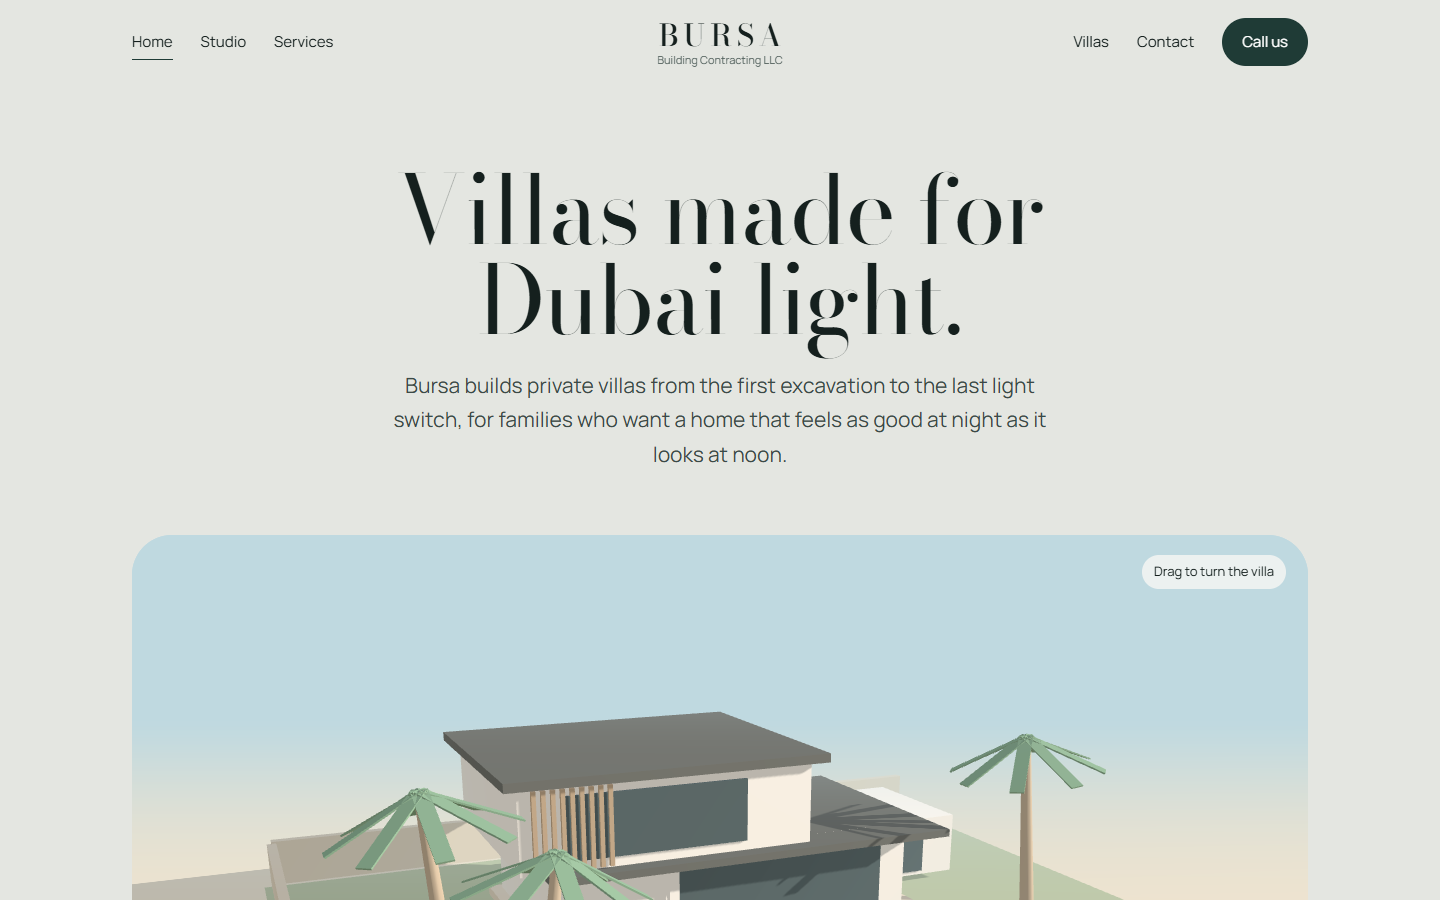 Home Studio Services
BURSA
Building Contracting LLC
Villas Contact Call us
Villas made for
Dubai light.
Bursa builds private villas from the first excavation to the last light
switch, for families who want a home that feels as good at night as it
looks at noon.
Drag to turn the villa